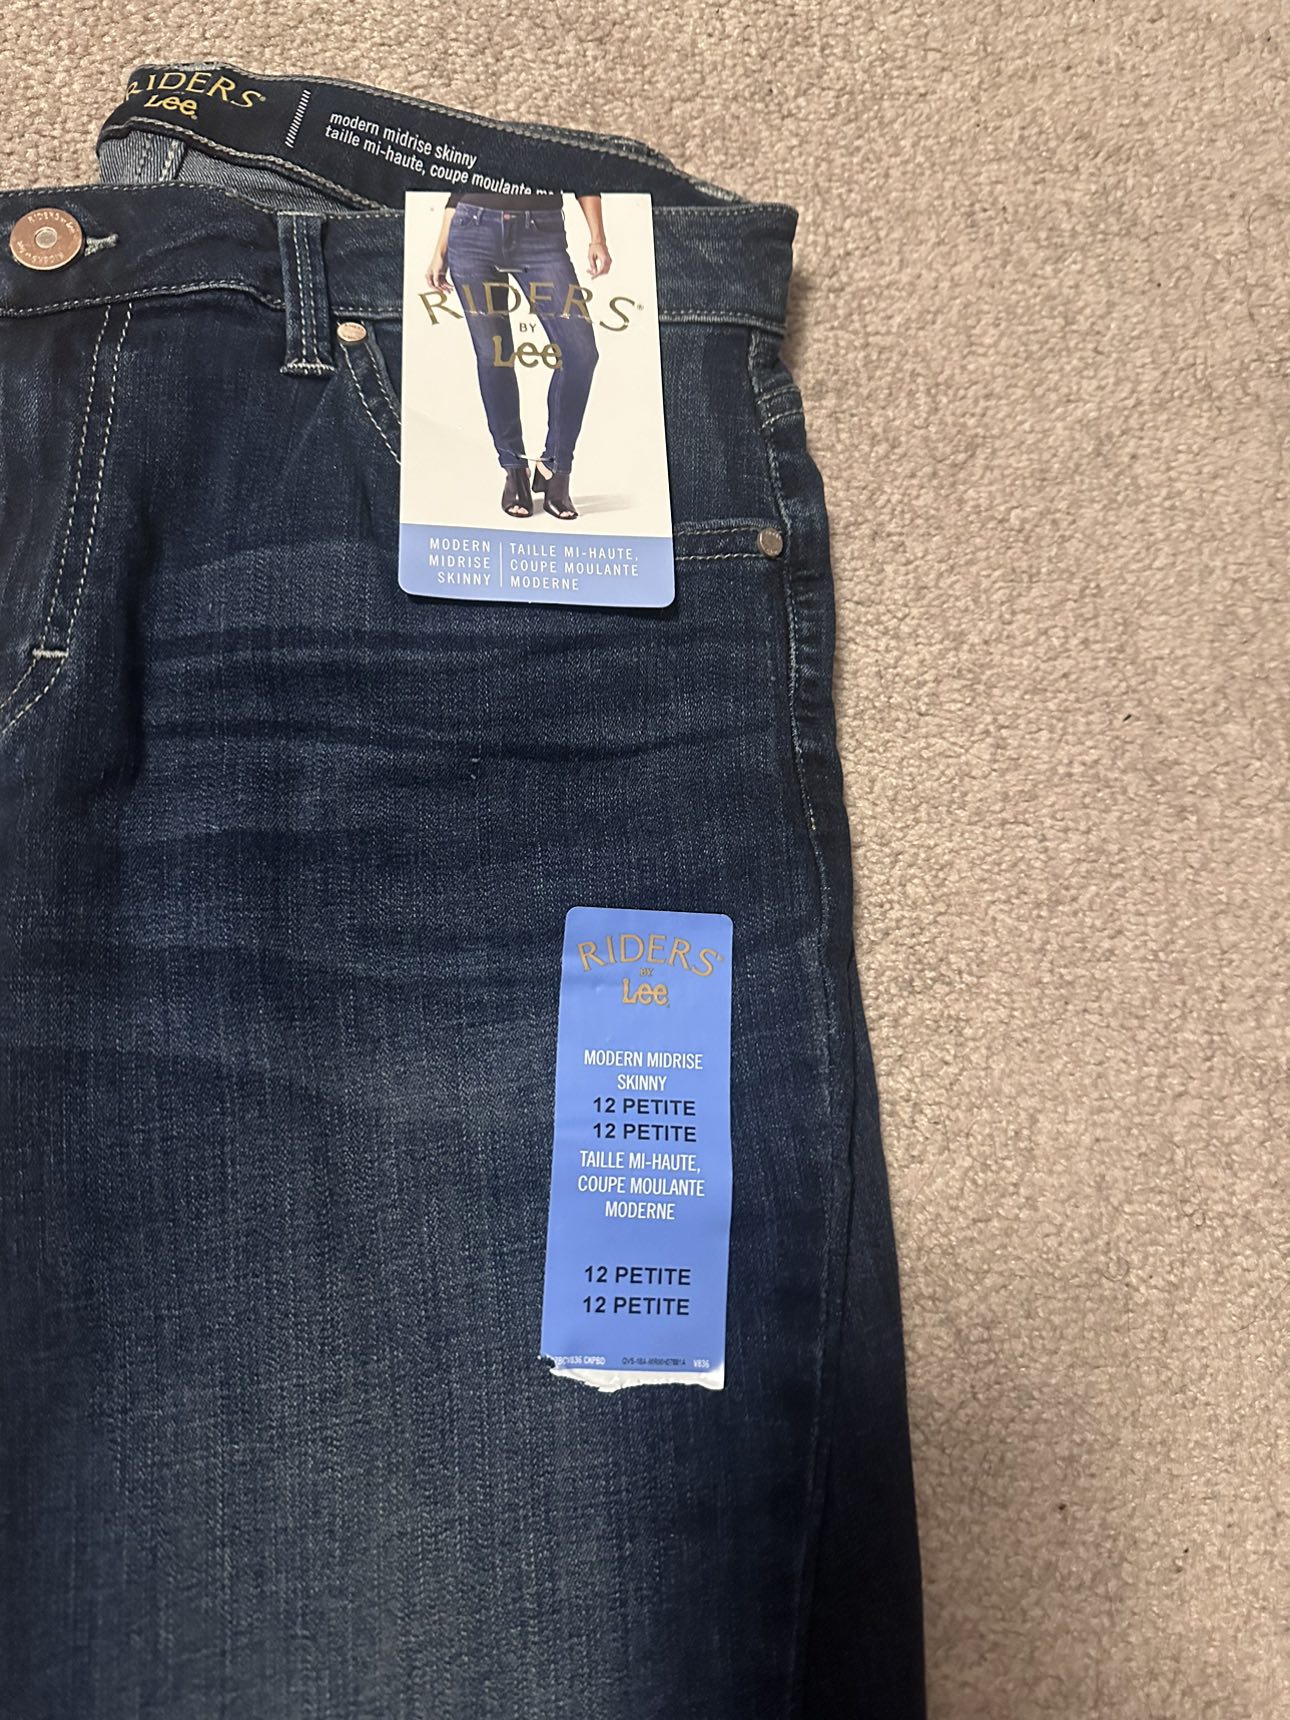 RIDERS®
Lee®
modern midrise skinny
taille mi-haute, coupe moulante
RIDERS®
BY
Lee
MODERN
MIDRISE
SKINNY
TAILLE MI-HAUTE,
COUPE MOULANTE
MODERNE
RIDERS®
BY
Lee®
MODERN MIDRISE
SKINNY
12 PETITE
12 PETITE
TAILLE MI-HAUTE,
COUPE MOULANTE
MODERNE
12 PETITE
12 PETITE
CKPBD
V836